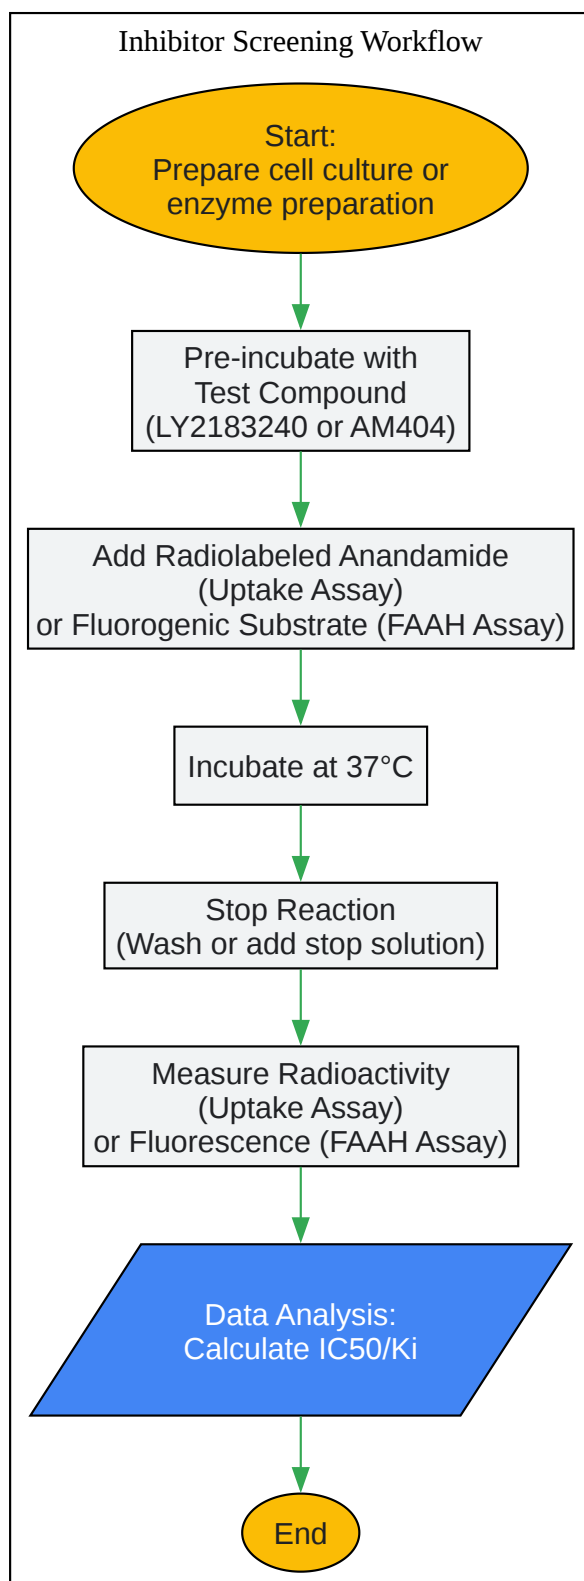 Inhibitor Screening Workflow
Start:
Prepare cell culture or
enzyme preparation
Pre-incubate with
Test Compound
(LY2183240 or AM404)
Add Radiolabeled Anandamide
(Uptake Assay)
or Fluorogenic Substrate (FAAH Assay)
Incubate at 37°C
Stop Reaction
(Wash or add stop solution)
Measure Radioactivity
(Uptake Assay)
or Fluorescence (FAAH Assay)
Data Analysis:
Calculate IC50/Ki
End